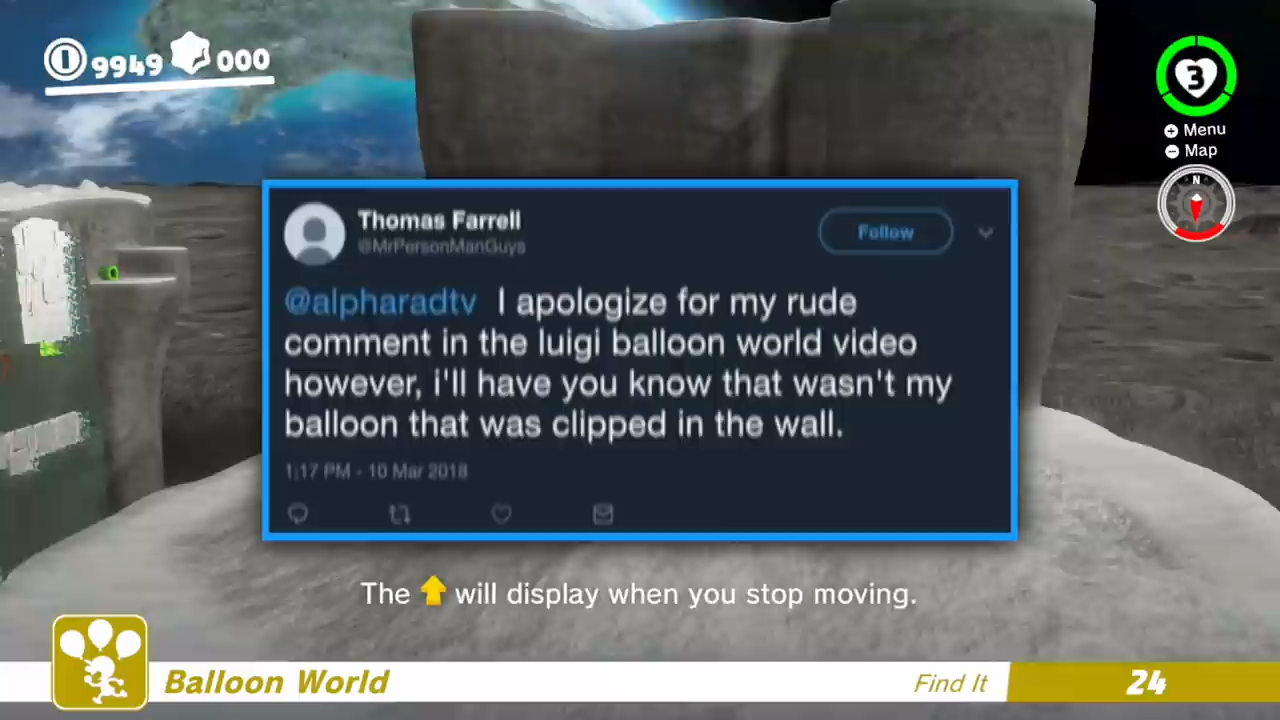 9949 000
3
Menu
Map
N
Thomas Farrell
@MrPersonManGuys
Follow
@alpharadtv I apologize for my rude
comment in the luigi balloon world video
however, i'll have you know that wasn't my
balloon that was clipped in the wall.
1:17 PM - 10 Mar 2018
The will display when you stop moving.
Balloon World
Find It
24